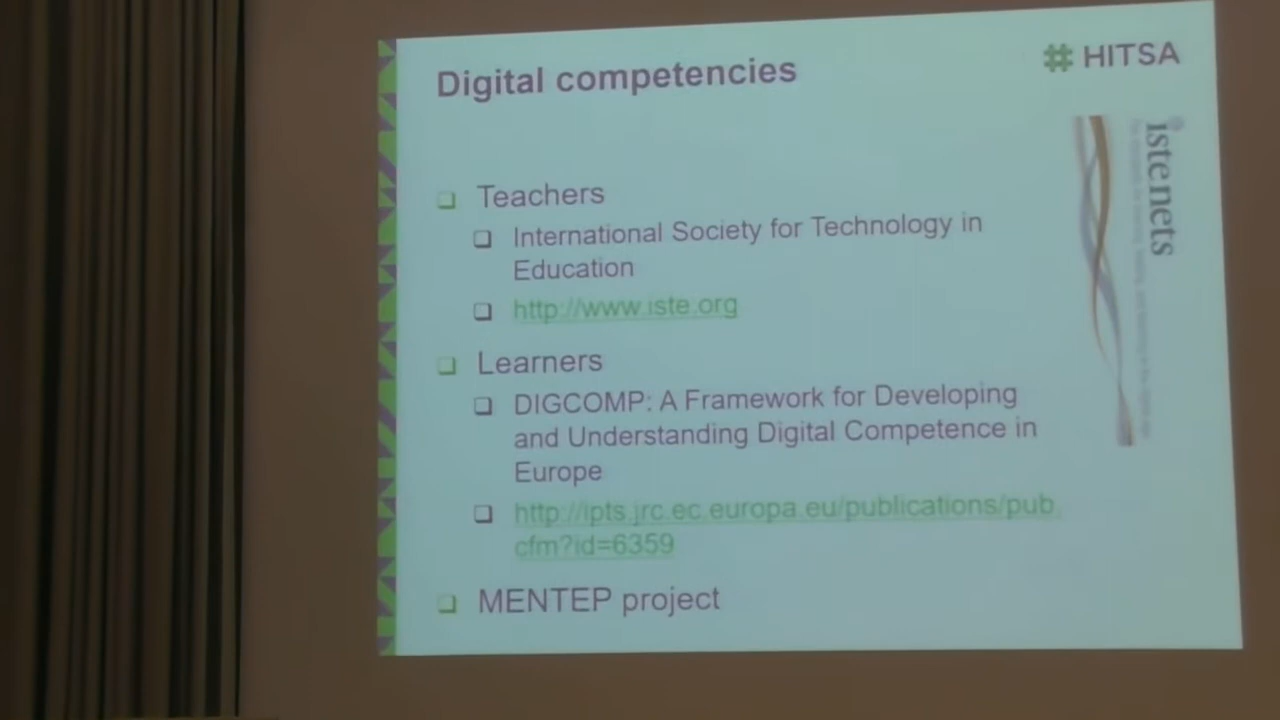 Digital competencies
HITSA
istenets
Teachers
International Society for Technology in
Education
http://www.iste.org
Learners
DIGCOMP: A Framework for Developing
and Understanding Digital Competence in
Europe
http://ipts.jrc.ec.europa.eu/publications/pub.
cfm?id=6359
MENTEP project